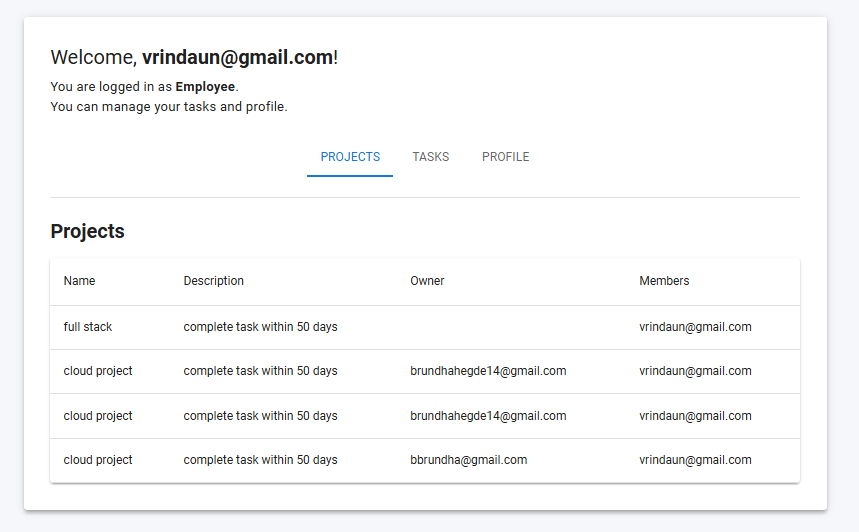 Welcome, vrindaun@gmail.com!
You are logged in as Employee.
You can manage your tasks and profile.
PROJECTS TASKS PROFILE
Projects
Name Description Owner Members
full stack complete task within 50 days vrindaun@gmail.com
cloud project complete task within 50 days brundhahegde14@gmail.com vrindaun@gmail.com
cloud project complete task within 50 days brundhahegde14@gmail.com vrindaun@gmail.com
cloud project complete task within 50 days bbrundha@gmail.com vrindaun@gmail.com